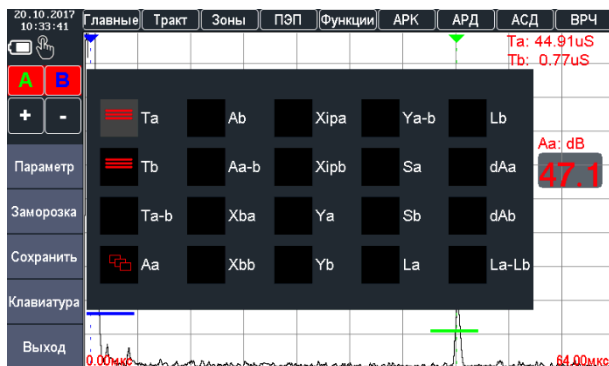 20.10.2017
10:33:41
Главные Тракт Зоны ПЭП Функции АРК АРД АСД ВРЧ
Ta: 44.91uS
Tb: 0.77uS
A B
+ -
Ta Ab Xipa Ya-b Lb
Aa: dB
47.1
Параметр
Tb Aa-b Xipb Sa dAa
Заморозка
Ta-b Xba Ya Sb dAb
Сохранить
Aa Xbb Yb La La-Lb
Клавиатура
Выход
0.00мкс 64.00мкс